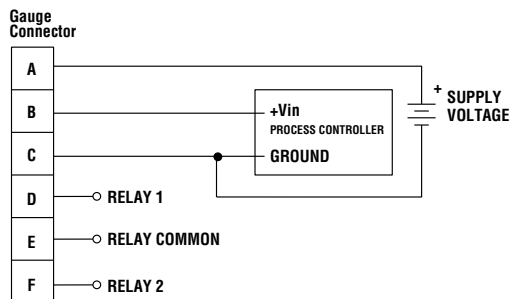 Gauge
Connector
A
B
C
D
E
F
+Vin
PROCESS CONTROLLER
GROUND
+ SUPPLY
VOLTAGE
RELAY 1
RELAY COMMON
RELAY 2